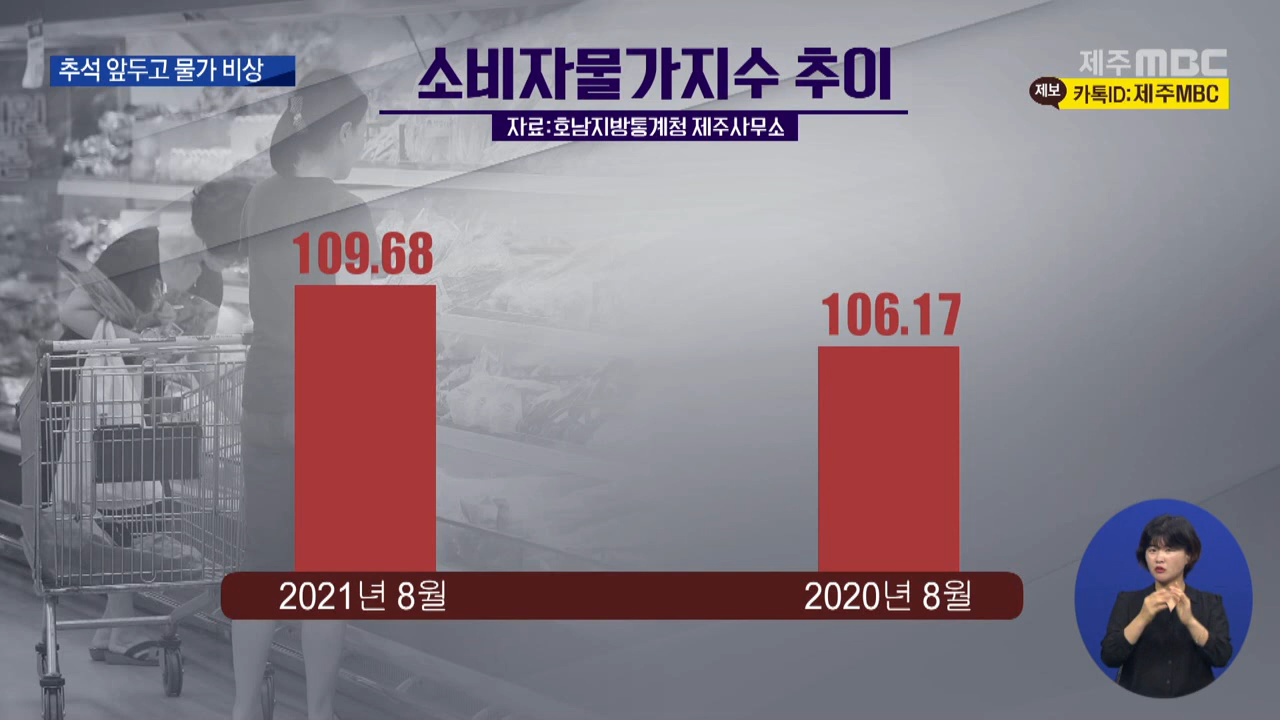 추석 앞두고 물가 비상
소비자물가지수 추이
자료:호남지방통계청 제주사무소
제주MBC
제보 카톡ID:제주MBC
109.68
106.17
2021년 8월
2020년 8월